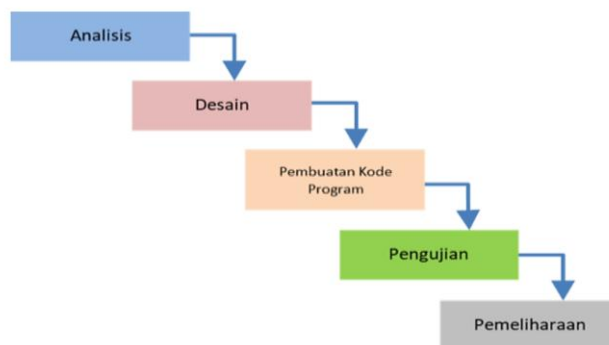 Analisis
Desain
Pembuatan Kode
Program
Pengujian
Pemeliharaan